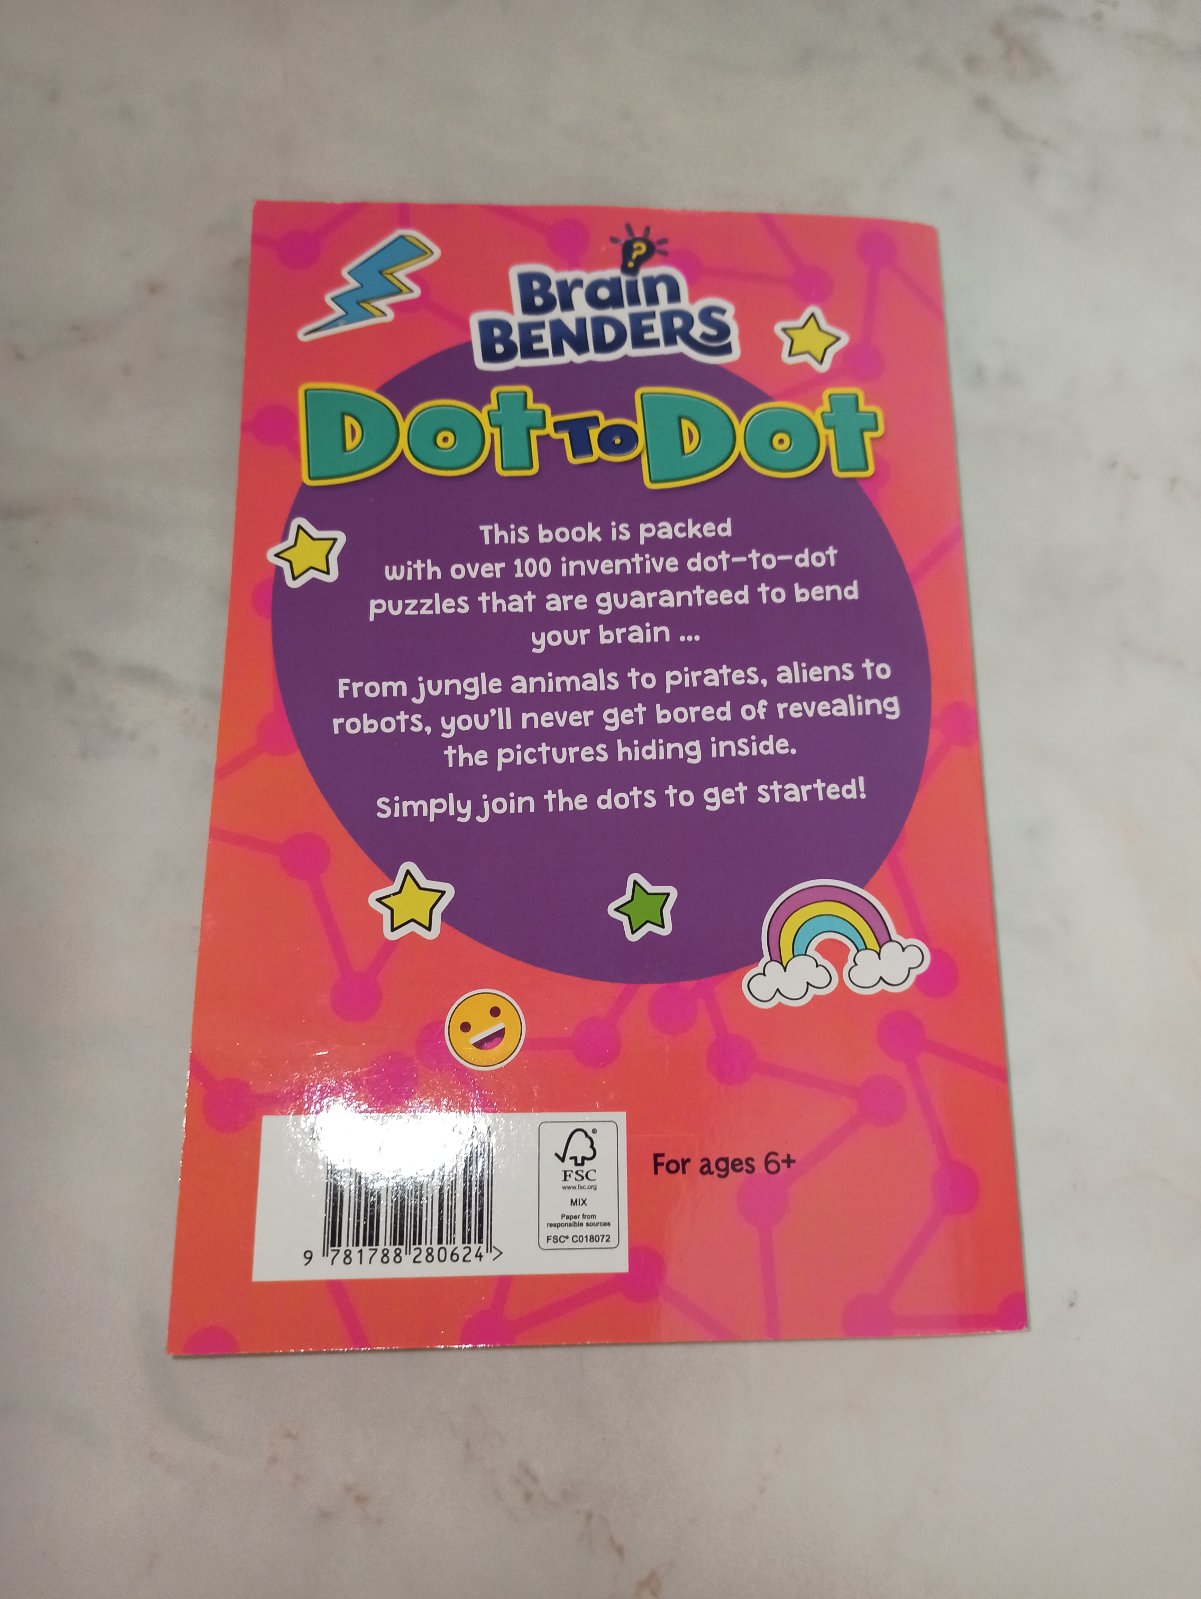 Brain
BENDERS
Dot To Dot
This book is packed
with over 100 inventive dot-to-dot
puzzles that are guaranteed to bend
your brain ...
From jungle animals to pirates, aliens to
robots, you'll never get bored of revealing
the pictures hiding inside.
Simply join the dots to get started!
FSC®
www.fsc.org
MIX
Paper from
responsible sources
FSC® C018072
For ages 6+
9 781788 280624 >